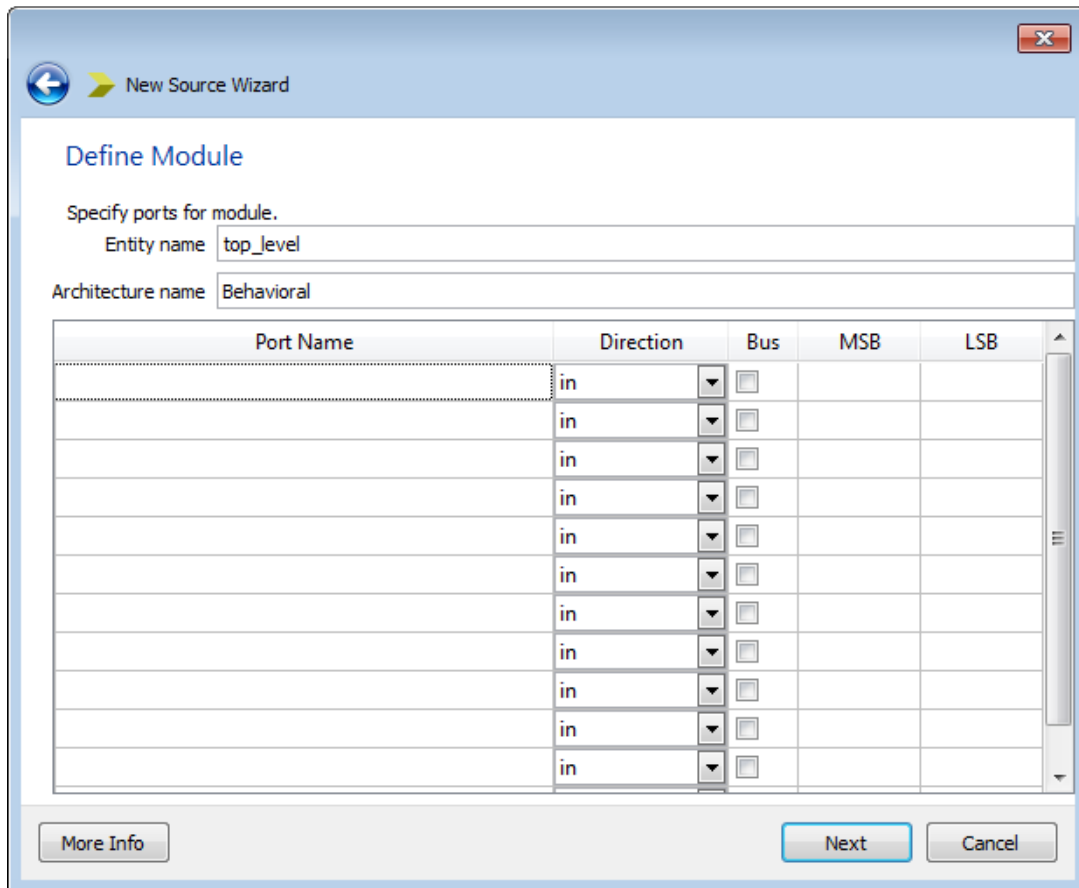 New Source Wizard
Define Module
Specify ports for module.
Entity name top_level
Architecture name Behavioral
Port Name Direction Bus MSB LSB
in
in
in
in
in
in
in
in
in
in
in
More Info Next Cancel